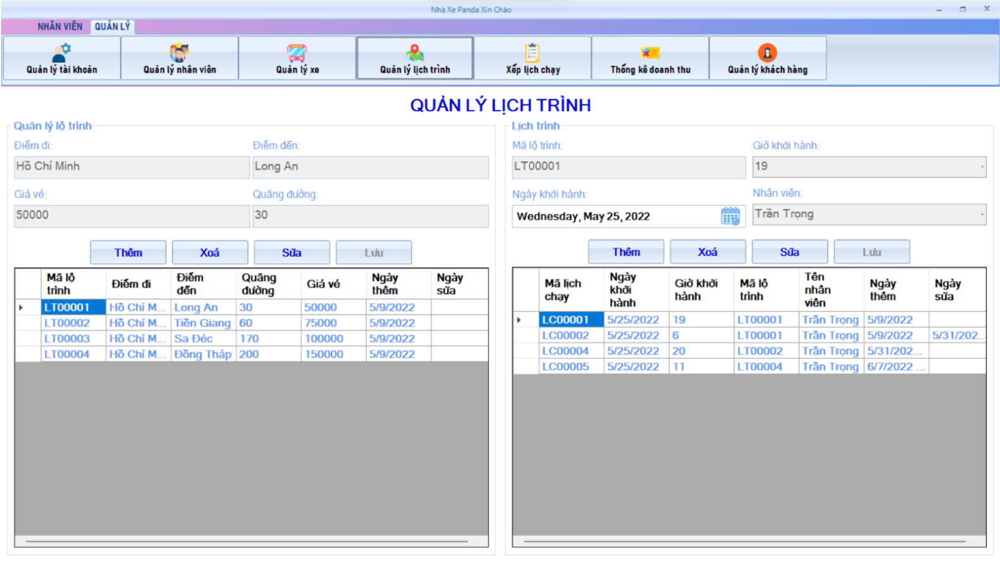 Nhà Xe Panda Xin Chào
NHÂN VIÊN QUẢN LÝ
Quản lý tài khoản Quản lý nhân viên Quản lý xe Quản lý lịch trình Xếp lịch chạy Thống kê doanh thu Quản lý khách hàng
QUẢN LÝ LỊCH TRÌNH
Quản lý lộ trình
Điểm đi: Điểm đến:
Hồ Chí Minh Long An
Giá vé: Quãng đường:
50000 30
Thêm Xoá Sửa Lưu
Mã lộ trình Điểm đi Điểm đến Quãng đường Giá vé Ngày thêm Ngày sửa
LT00001 Hồ Chí M... Long An 30 50000 5/9/2022
LT00002 Hồ Chí M... Tiền Giang 60 75000 5/9/2022
LT00003 Hồ Chí M... Sa Đéc 170 100000 5/9/2022
LT00004 Hồ Chí M... Đồng Tháp 200 150000 5/9/2022
Lịch trình
Mã lộ trình: Giờ khởi hành:
LT00001 19
Ngày khởi hành: Nhân viên:
Wednesday, May 25, 2022 Trần Trọng
Thêm Xoá Sửa Lưu
Mã lịch chạy Ngày khởi hành Giờ khởi hành Mã lộ trình Tên nhân viên Ngày thêm Ngày sửa
LC00001 5/25/2022 19 LT00001 Trần Trọng 5/9/2022
LC00002 5/25/2022 6 LT00001 Trần Trọng 5/9/2022 5/31/202...
LC00004 5/25/2022 20 LT00002 Trần Trọng 5/31/202...
LC00005 5/25/2022 11 LT00004 Trần Trọng 6/7/2022 ...